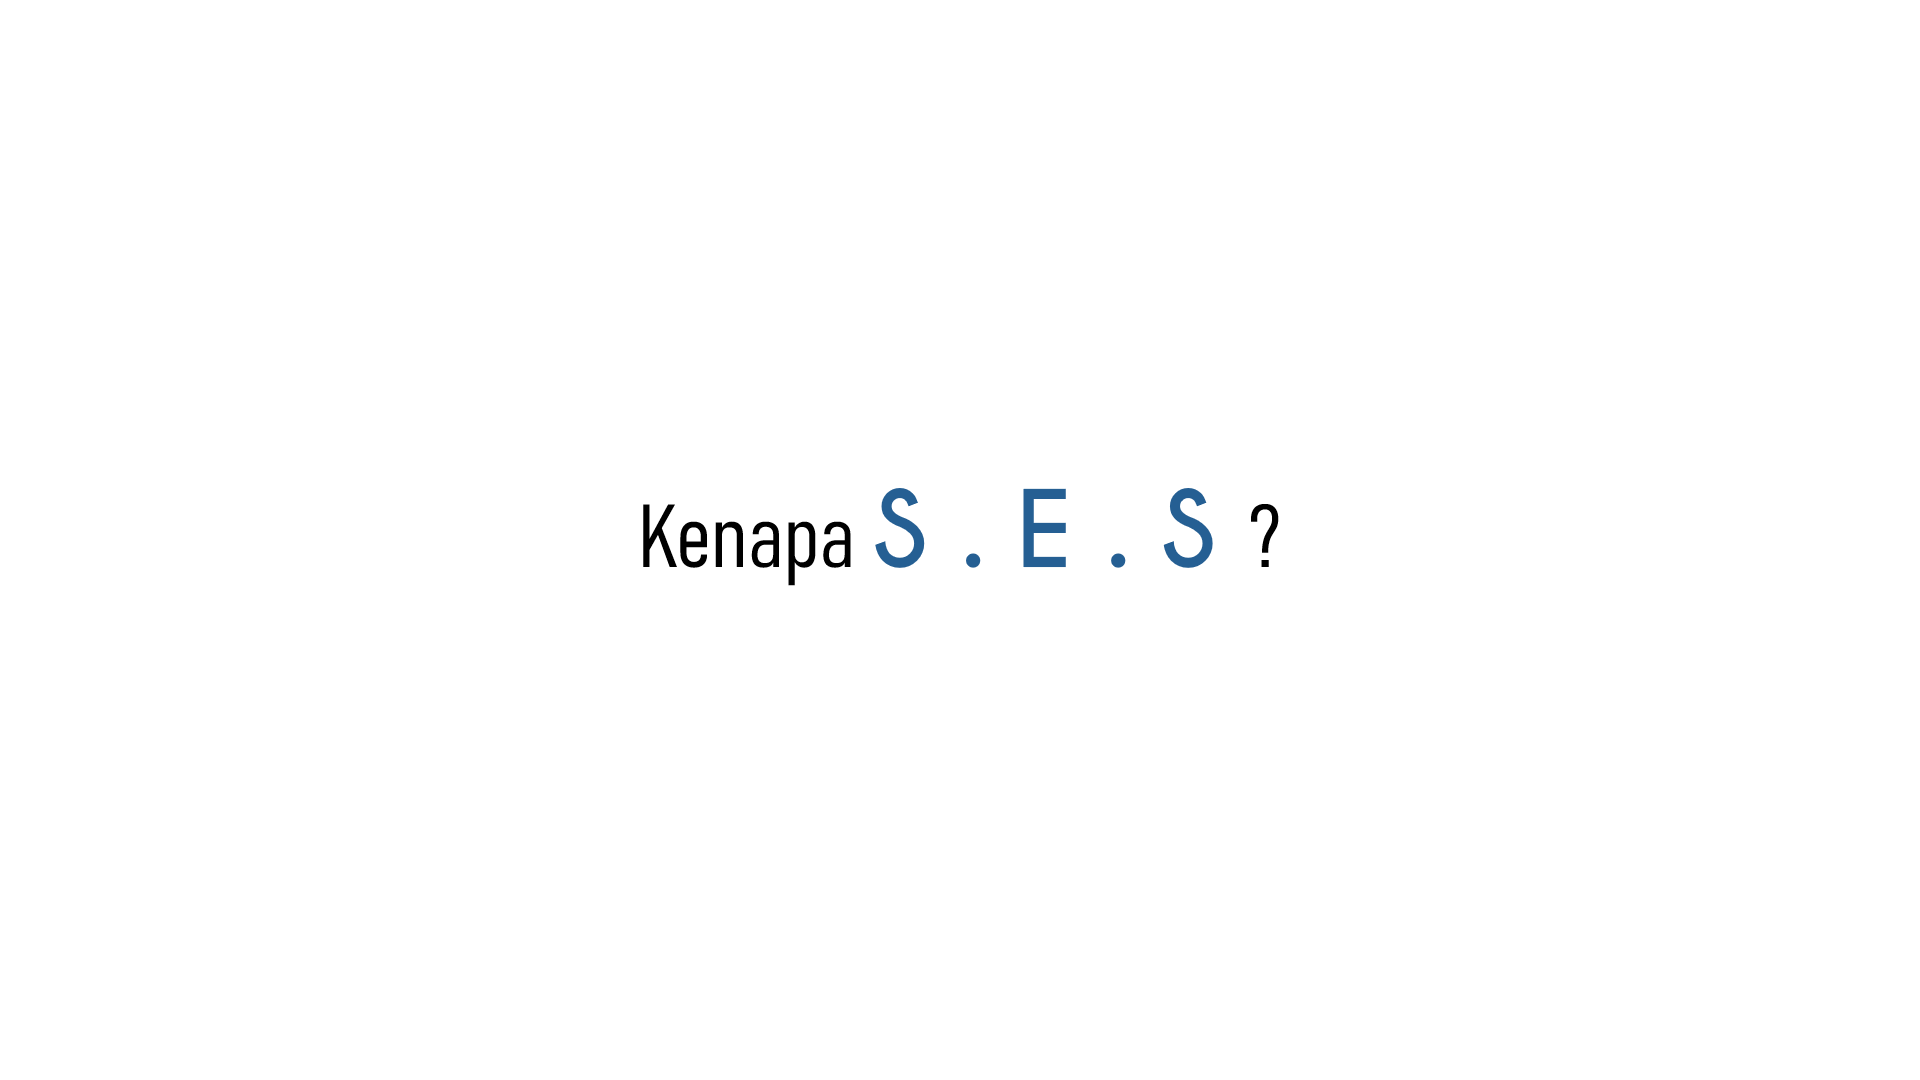 Kenapa S . E . S ?